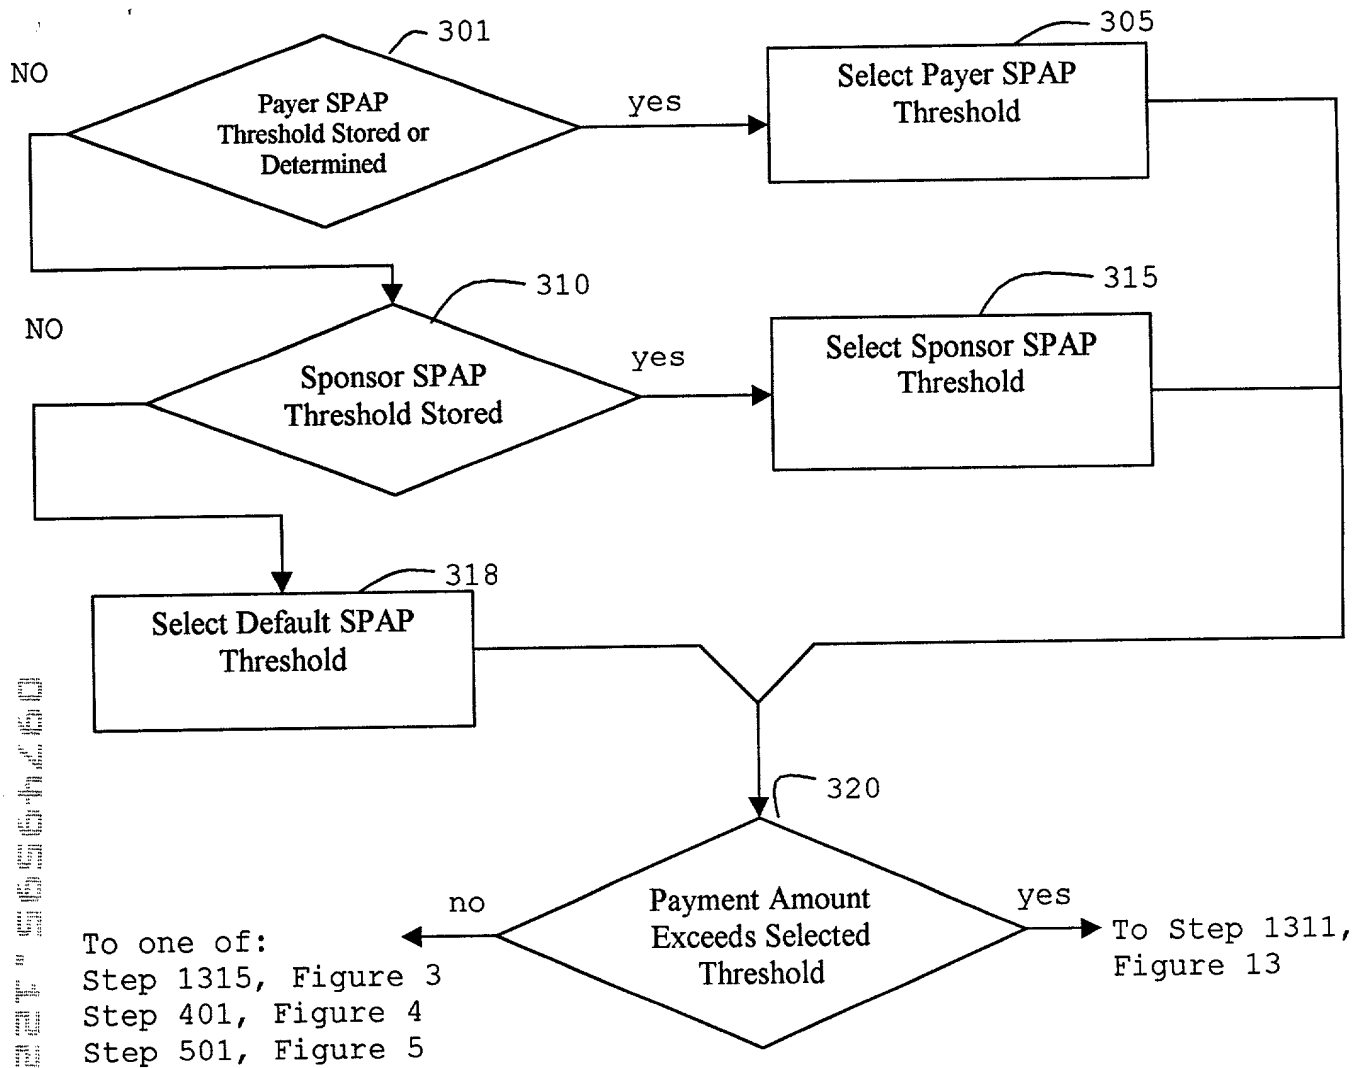 301
305
NO
Payer SPAP
Threshold Stored or
Determined
yes
Select Payer SPAP
Threshold
310
315
NO
Sponsor SPAP
Threshold Stored
yes
Select Sponsor SPAP
Threshold
318
Select Default SPAP
Threshold
320
Payment Amount
Exceeds Selected
Threshold
no
yes
To one of:
Step 1315, Figure 3
Step 401, Figure 4
Step 501, Figure 5
To Step 1311,
Figure 13